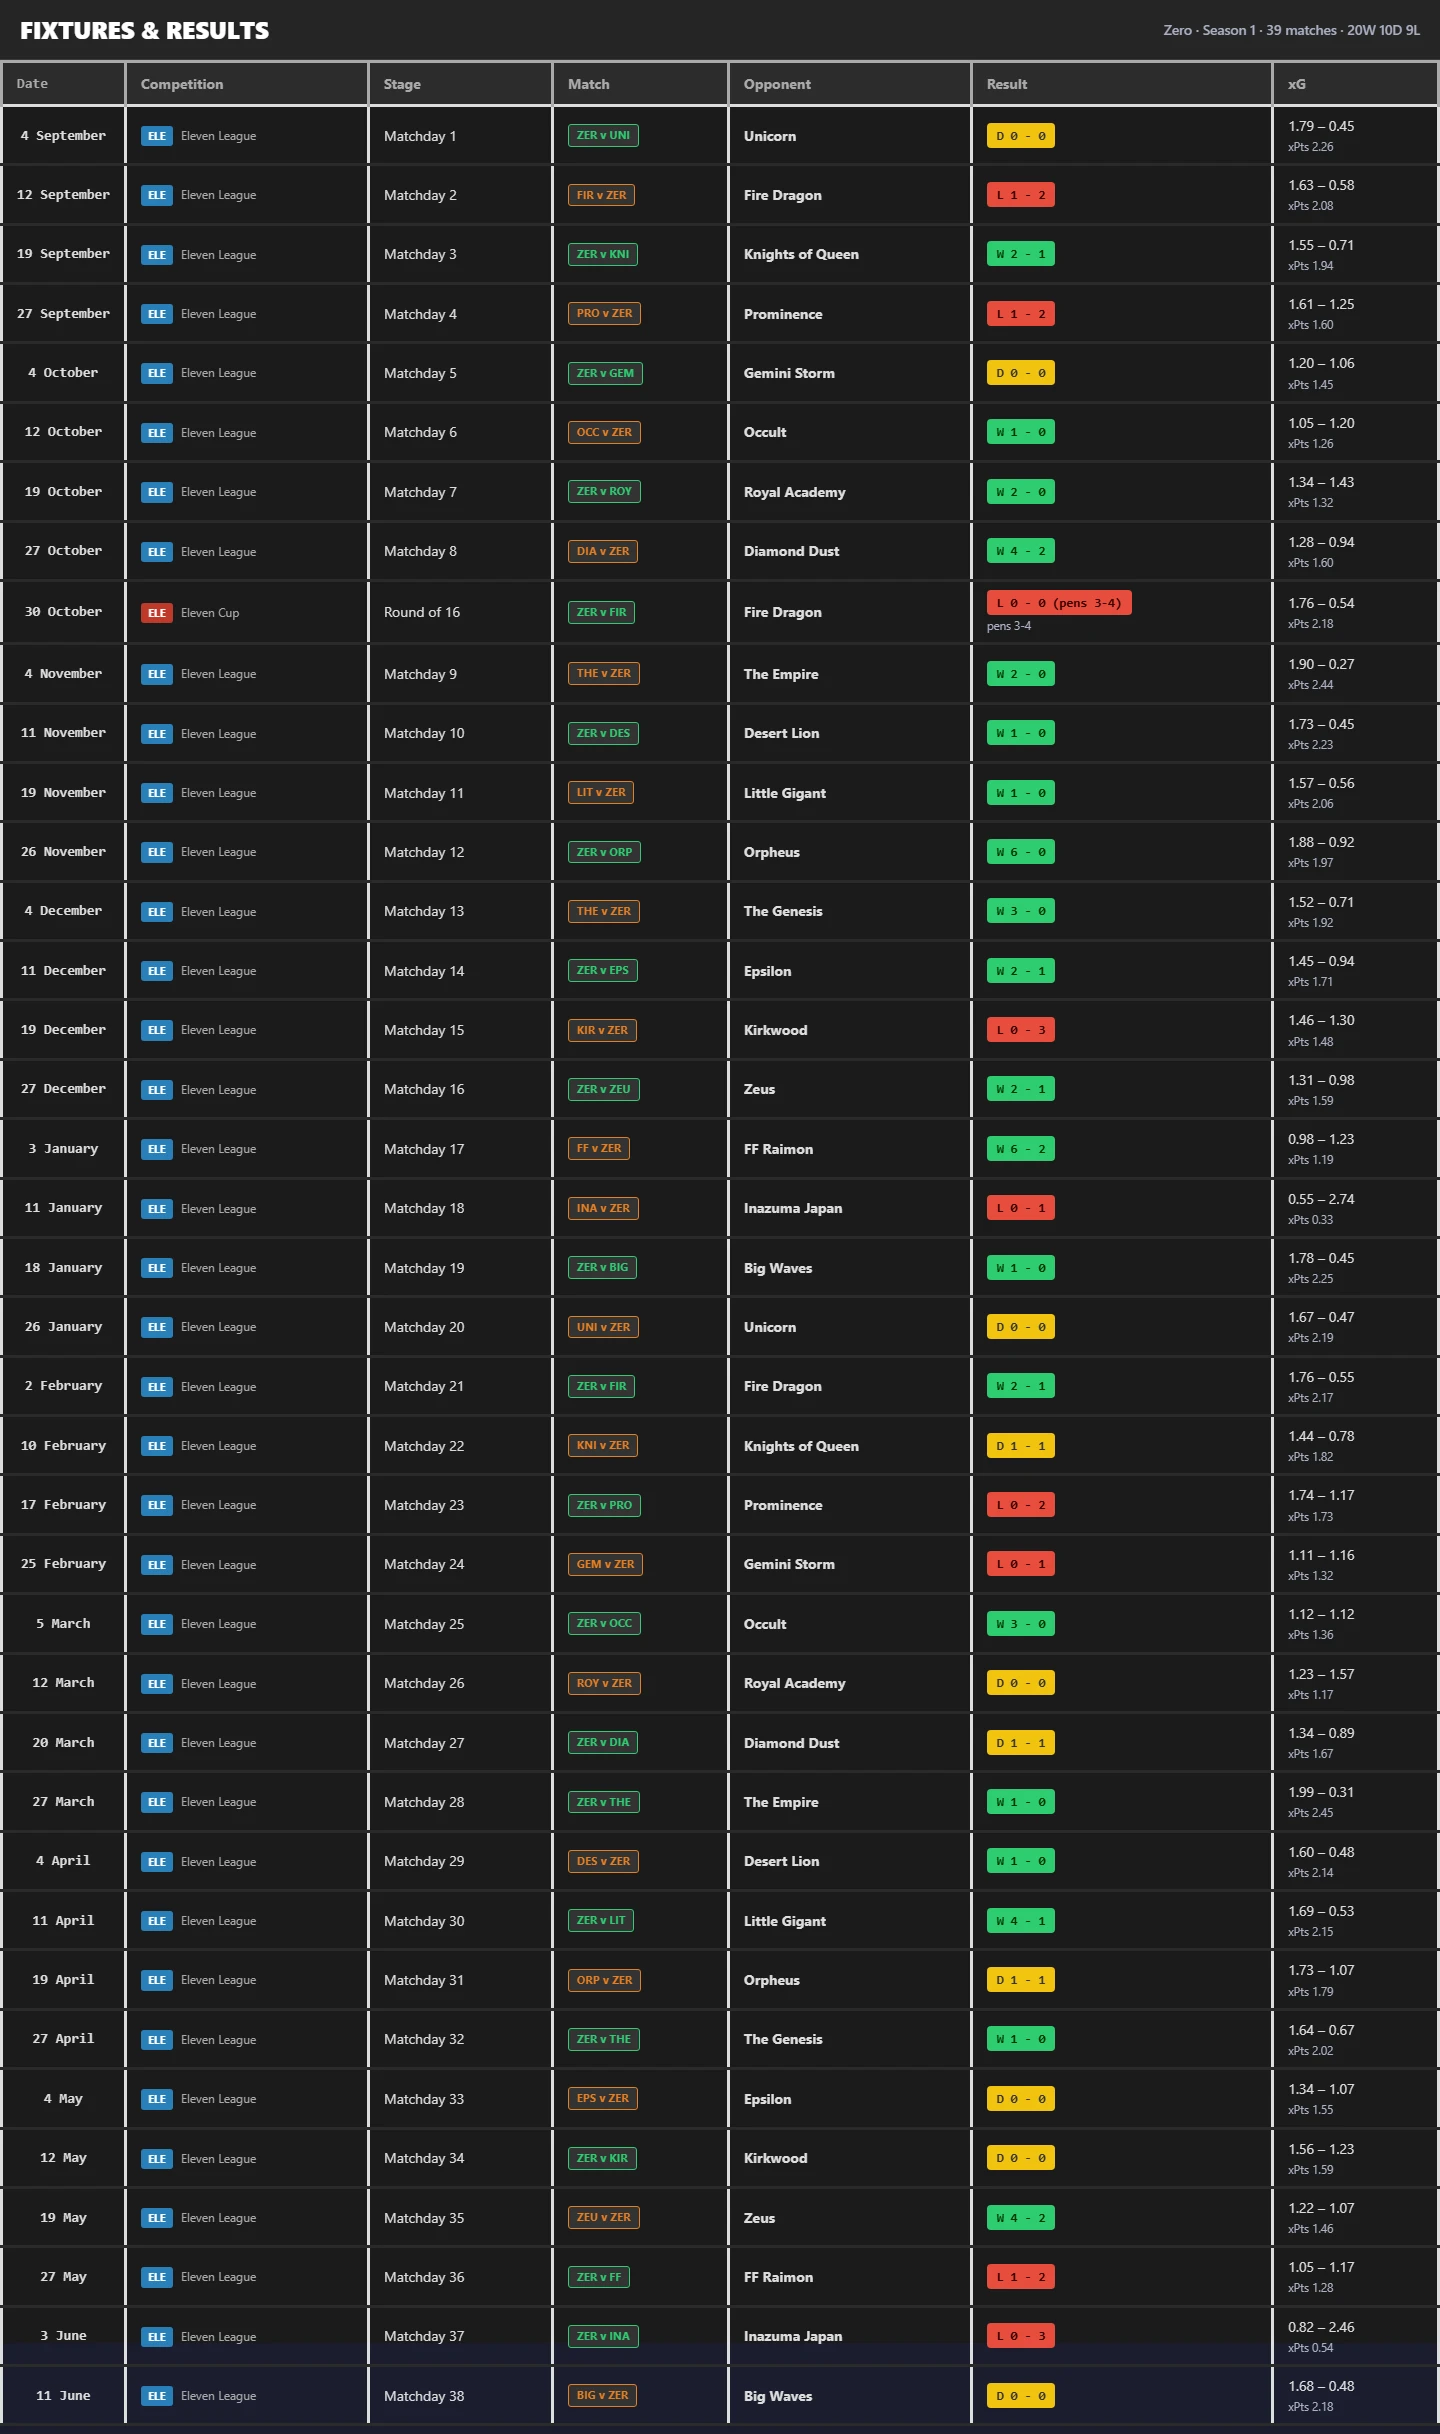 FIXTURES & RESULTS
Zero · Season 1 · 39 matches · 20W 10D 9L
Date Competition Stage Match Opponent Result xG
4 September ELE Eleven League Matchday 1 ZER v UNI Unicorn D 0 - 0 1.79 – 0.45
xPts 2.26
12 September ELE Eleven League Matchday 2 FIR v ZER Fire Dragon L 1 - 2 1.63 – 0.58
xPts 2.08
19 September ELE Eleven League Matchday 3 ZER v KNI Knights of Queen W 2 - 1 1.55 – 0.71
xPts 1.94
27 September ELE Eleven League Matchday 4 PRO v ZER Prominence L 1 - 2 1.61 – 1.25
xPts 1.60
4 October ELE Eleven League Matchday 5 ZER v GEM Gemini Storm D 0 - 0 1.20 – 1.06
xPts 1.45
12 October ELE Eleven League Matchday 6 OCC v ZER Occult W 1 - 0 1.05 – 1.20
xPts 1.26
19 October ELE Eleven League Matchday 7 ZER v ROY Royal Academy W 2 - 0 1.34 – 1.43
xPts 1.32
27 October ELE Eleven League Matchday 8 DIA v ZER Diamond Dust W 4 - 2 1.28 – 0.94
xPts 1.60
30 October ELE Eleven Cup Round of 16 ZER v FIR Fire Dragon L 0 - 0 (pens 3-4) 1.76 – 0.54
pens 3-4 xPts 2.18
4 November ELE Eleven League Matchday 9 THE v ZER The Empire W 2 - 0 1.90 – 0.27
xPts 2.44
11 November ELE Eleven League Matchday 10 ZER v DES Desert Lion W 1 - 0 1.73 – 0.45
xPts 2.23
19 November ELE Eleven League Matchday 11 LIT v ZER Little Gigant W 1 - 0 1.57 – 0.56
xPts 2.06
26 November ELE Eleven League Matchday 12 ZER v ORP Orpheus W 6 - 0 1.88 – 0.92
xPts 1.97
4 December ELE Eleven League Matchday 13 THE v ZER The Genesis W 3 - 0 1.52 – 0.71
xPts 1.92
11 December ELE Eleven League Matchday 14 ZER v EPS Epsilon W 2 - 1 1.45 – 0.94
xPts 1.71
19 December ELE Eleven League Matchday 15 KIR v ZER Kirkwood L 0 - 3 1.46 – 1.30
xPts 1.48
27 December ELE Eleven League Matchday 16 ZER v ZEU Zeus W 2 - 1 1.31 – 0.98
xPts 1.59
3 January ELE Eleven League Matchday 17 FF v ZER FF Raimon W 6 - 2 0.98 – 1.23
xPts 1.19
11 January ELE Eleven League Matchday 18 INA v ZER Inazuma Japan L 0 - 1 0.55 – 2.74
xPts 0.33
18 January ELE Eleven League Matchday 19 ZER v BIG Big Waves W 1 - 0 1.78 – 0.45
xPts 2.25
26 January ELE Eleven League Matchday 20 UNI v ZER Unicorn D 0 - 0 1.67 – 0.47
xPts 2.19
2 February ELE Eleven League Matchday 21 ZER v FIR Fire Dragon W 2 - 1 1.76 – 0.55
xPts 2.17
10 February ELE Eleven League Matchday 22 KNI v ZER Knights of Queen D 1 - 1 1.44 – 0.78
xPts 1.82
17 February ELE Eleven League Matchday 23 ZER v PRO Prominence L 0 - 2 1.74 – 1.17
xPts 1.73
25 February ELE Eleven League Matchday 24 GEM v ZER Gemini Storm L 0 - 1 1.11 – 1.16
xPts 1.32
5 March ELE Eleven League Matchday 25 ZER v OCC Occult W 3 - 0 1.12 – 1.12
xPts 1.36
12 March ELE Eleven League Matchday 26 ROY v ZER Royal Academy D 0 - 0 1.23 – 1.57
xPts 1.17
20 March ELE Eleven League Matchday 27 ZER v DIA Diamond Dust D 1 - 1 1.34 – 0.89
xPts 1.67
27 March ELE Eleven League Matchday 28 ZER v THE The Empire W 1 - 0 1.99 – 0.31
xPts 2.45
4 April ELE Eleven League Matchday 29 DES v ZER Desert Lion W 1 - 0 1.60 – 0.48
xPts 2.14
11 April ELE Eleven League Matchday 30 ZER v LIT Little Gigant W 4 - 1 1.69 – 0.53
xPts 2.15
19 April ELE Eleven League Matchday 31 ORP v ZER Orpheus D 1 - 1 1.73 – 1.07
xPts 1.79
27 April ELE Eleven League Matchday 32 ZER v THE The Genesis W 1 - 0 1.64 – 0.67
xPts 2.02
4 May ELE Eleven League Matchday 33 EPS v ZER Epsilon D 0 - 0 1.34 – 1.07
xPts 1.55
12 May ELE Eleven League Matchday 34 ZER v KIR Kirkwood D 0 - 0 1.56 – 1.23
xPts 1.59
19 May ELE Eleven League Matchday 35 ZEU v ZER Zeus W 4 - 2 1.22 – 1.07
xPts 1.46
27 May ELE Eleven League Matchday 36 ZER v FF FF Raimon L 1 - 2 1.05 – 1.17
xPts 1.28
3 June ELE Eleven League Matchday 37 ZER v INA Inazuma Japan L 0 - 3 0.82 – 2.46
xPts 0.54
11 June ELE Eleven League Matchday 38 BIG v ZER Big Waves D 0 - 0 1.68 – 0.48
xPts 2.18